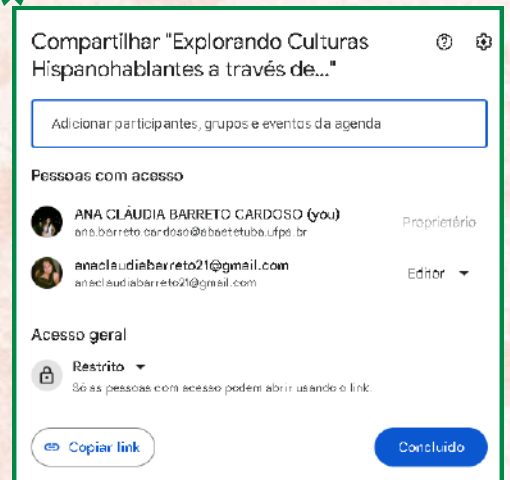 Compartilhar "Explorando Culturas
Hispanohablantes a través de..."
Adicionar participantes, grupos e eventos da agenda
Pessoas com acesso
ANA CLÁUDIA BARRETO CARDOSO (you)
ana.barreto.cardoso@abaetetuba.ufpa.br
Proprietário
anaclaudiabarreto21@gmail.com
anaclaudiabarreto21@gmail.com
Editor
Acesso geral
Restrito
Só as pessoas com acesso podem abrir usando o link.
Copiar link
Concluído